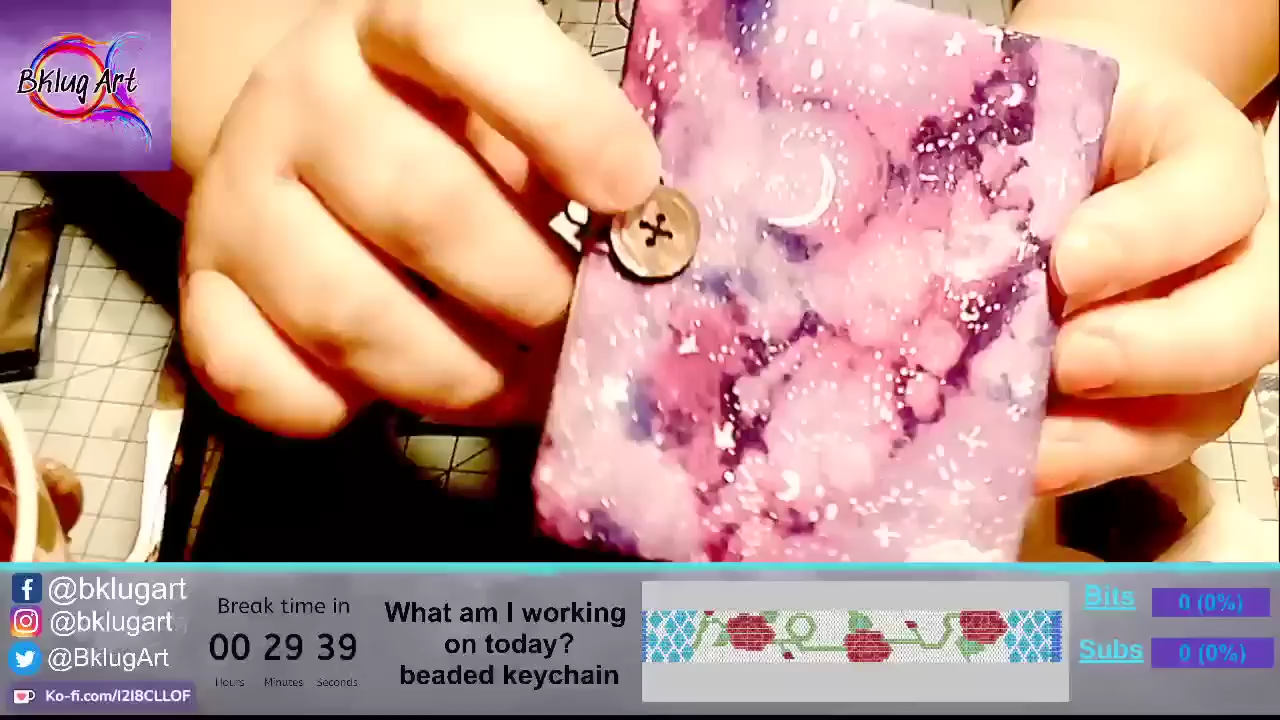 BKlug Art
@bklugart
@bklugart
@BklugArt
Ko-fi.com/I2I8CLLOF
Break time in
00 29 39
Hours Minutes Seconds
What am I working
on today?
beaded keychain
Bits 0 (0%)
Subs 0 (0%)